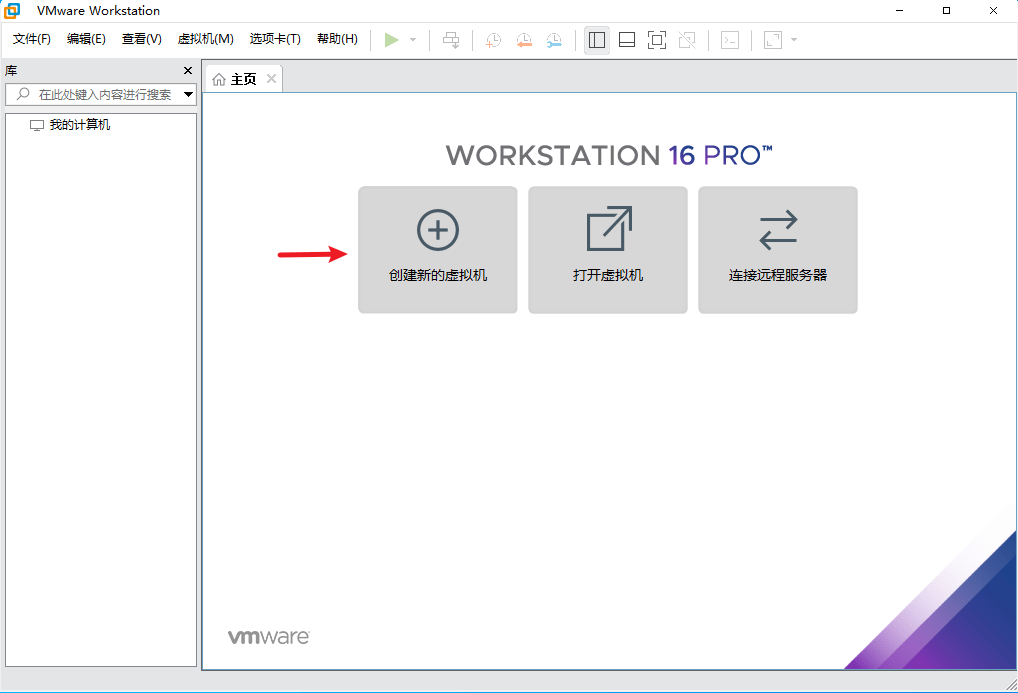 VMware Workstation
文件(F) 编辑(E) 查看(V) 虚拟机(M) 选项卡(T) 帮助(H)
库
在此处键入内容进行搜索
我的计算机
主页
WORKSTATION 16 PRO™
创建新的虚拟机
打开虚拟机
连接远程服务器
vmware